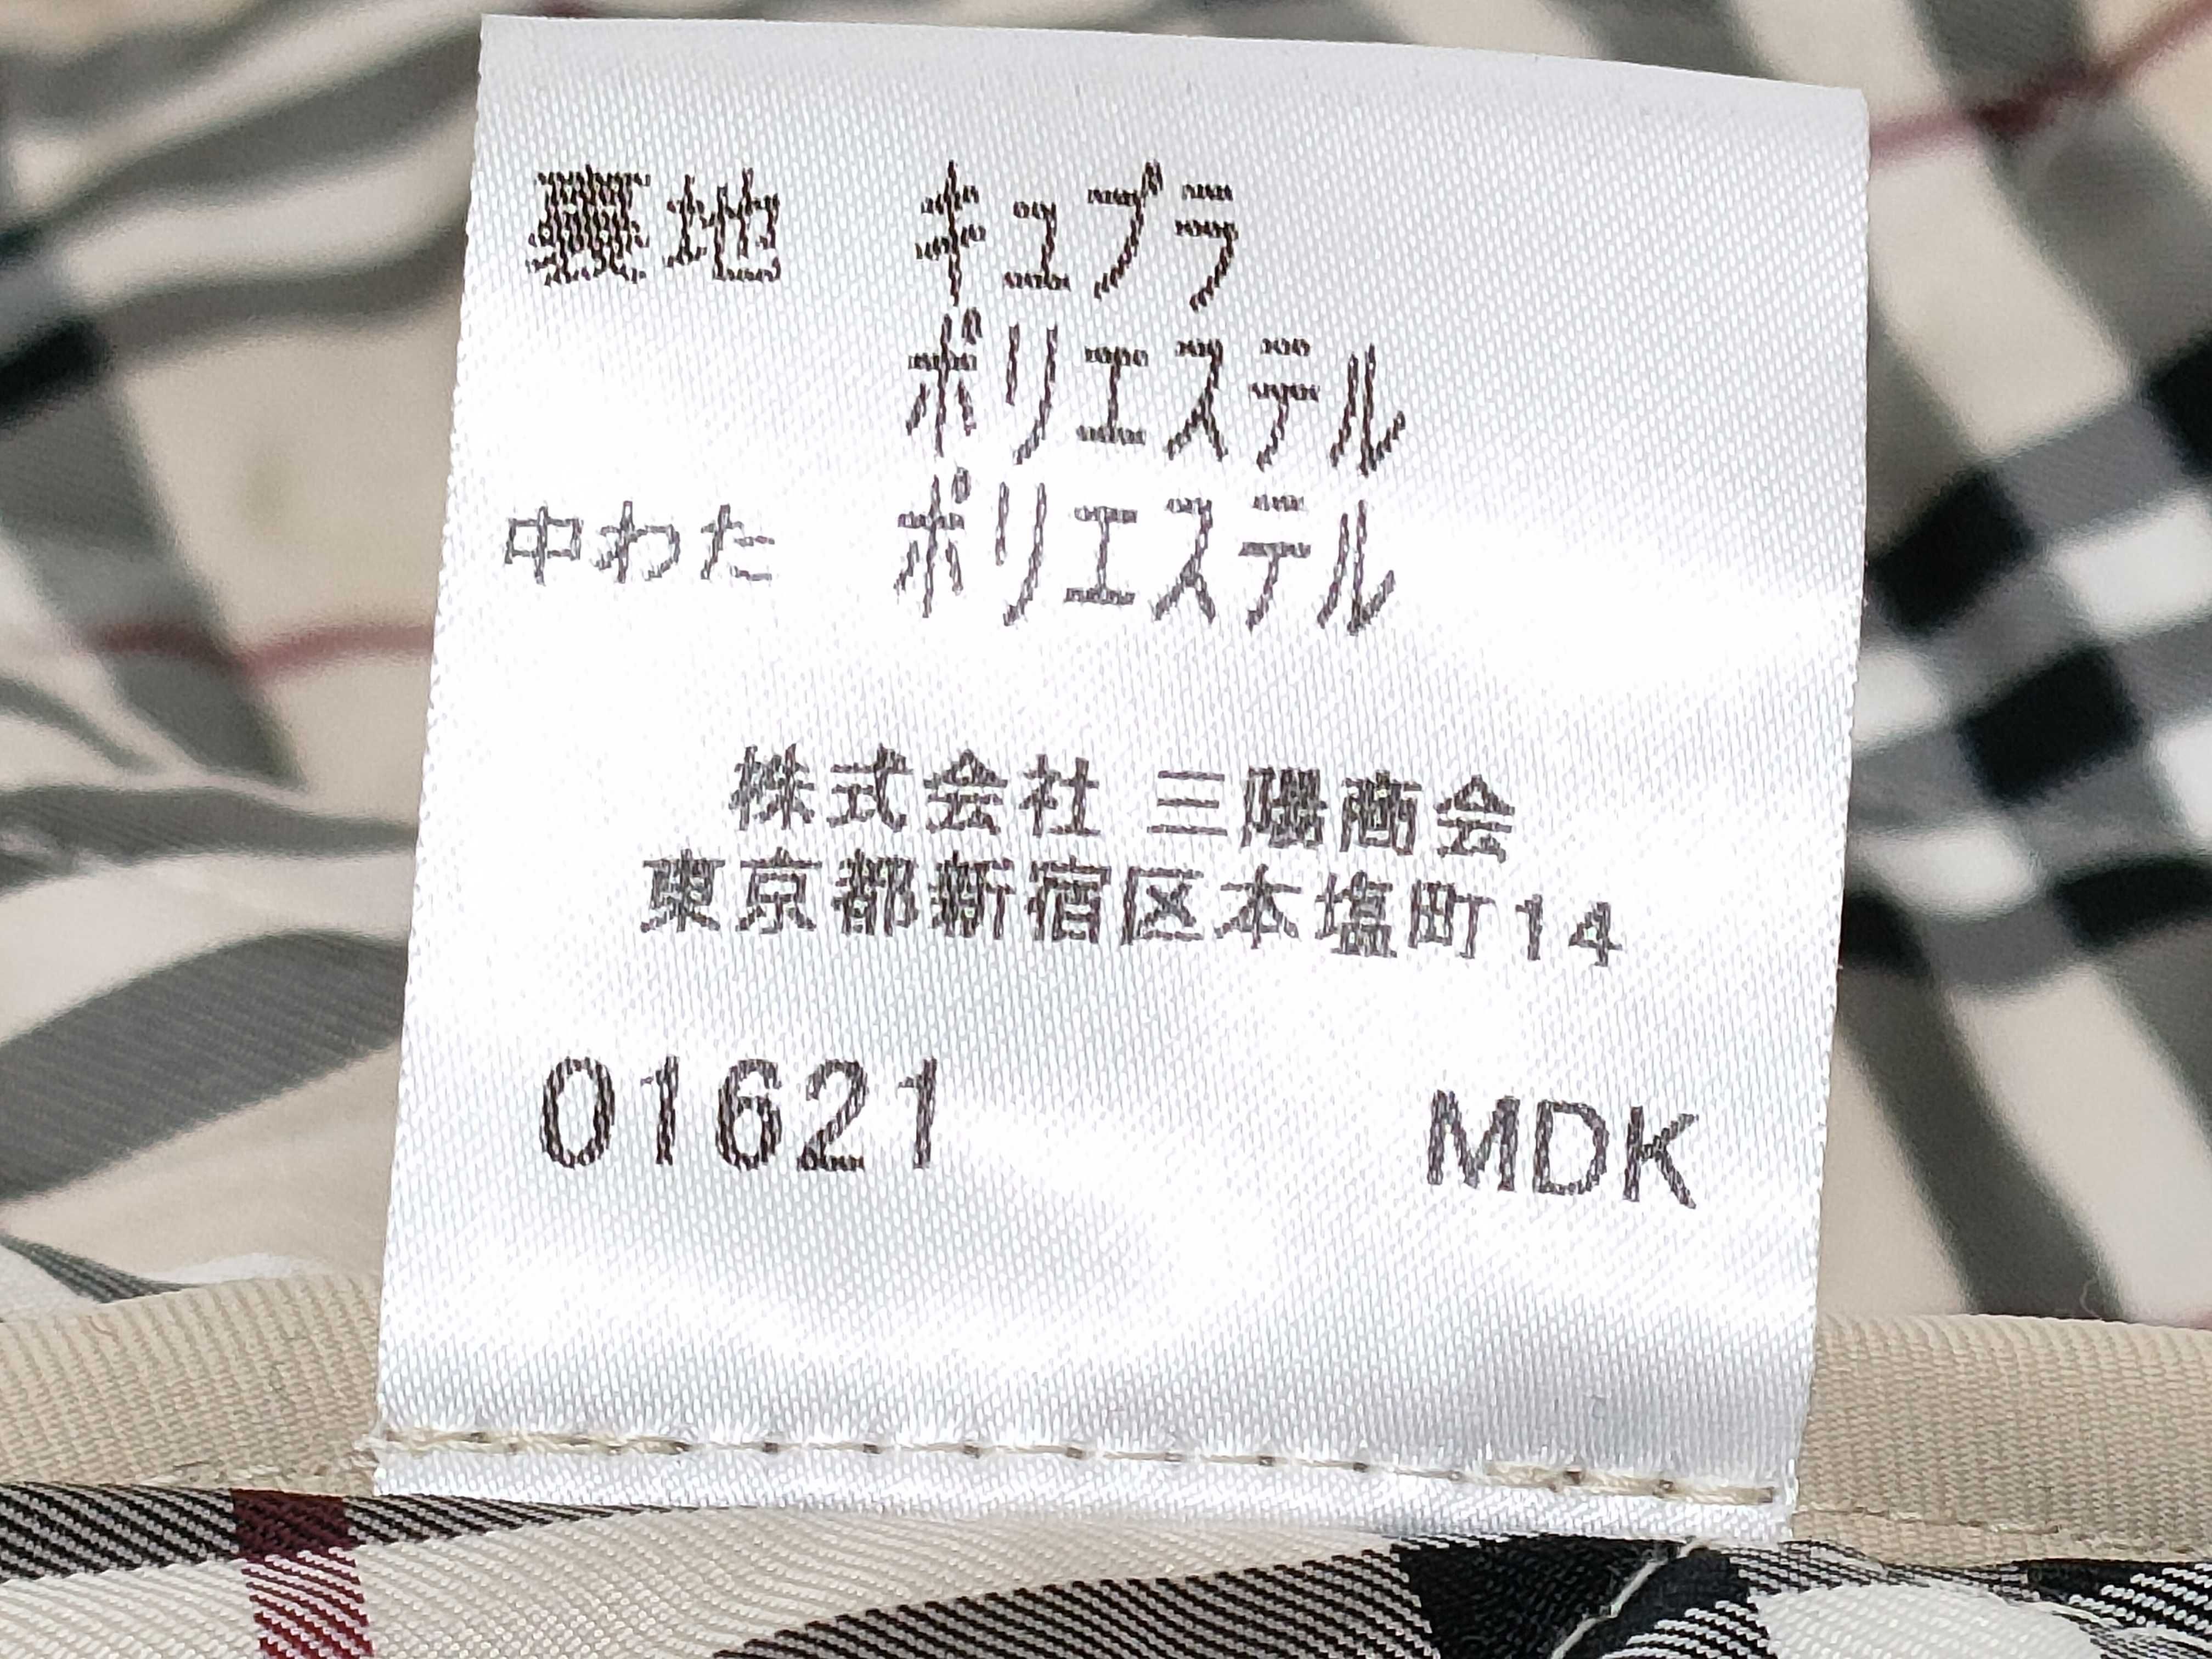 裏地 キュプラ
ポリエステル
中わた ポリエステル
株式会社 三陽商会
東京都新宿区本塩町14
01621 MDK